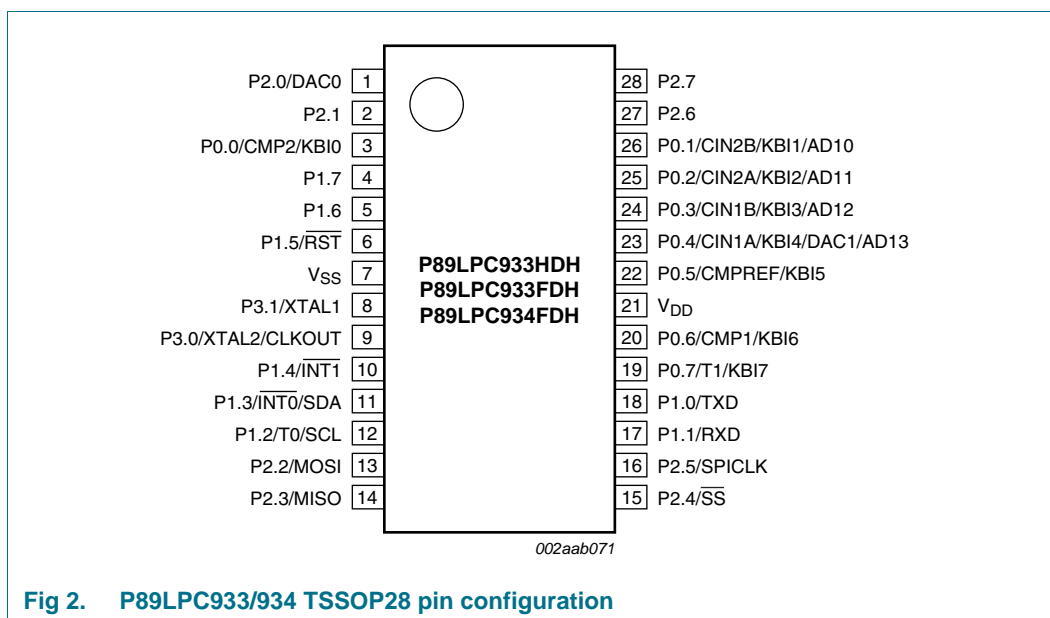 P2.0/DAC0 1 28 P2.7
P2.1 2 27 P2.6
P0.0/CMP2/KBI0 3 26 P0.1/CIN2B/KBI1/AD10
P1.7 4 25 P0.2/CIN2A/KBI2/AD11
P1.6 5 24 P0.3/CIN1B/KBI3/AD12
P1.5/R̅S̅T̅ 6 23 P0.4/CIN1A/KBI4/DAC1/AD13
VSS 7 22 P0.5/CMPREF/KBI5
P3.1/XTAL1 8 21 VDD
P3.0/XTAL2/CLKOUT 9 20 P0.6/CMP1/KBI6
P1.4/I̅N̅T̅1̅ 10 19 P0.7/T1/KBI7
P1.3/I̅N̅T̅0̅/SDA 11 18 P1.0/TXD
P1.2/T0/SCL 12 17 P1.1/RXD
P2.2/MOSI 13 16 P2.5/SPICLK
P2.3/MISO 14 15 P2.4/S̅S̅
P89LPC933HDH
P89LPC933FDH
P89LPC934FDH
002aab071
Fig 2. P89LPC933/934 TSSOP28 pin configuration